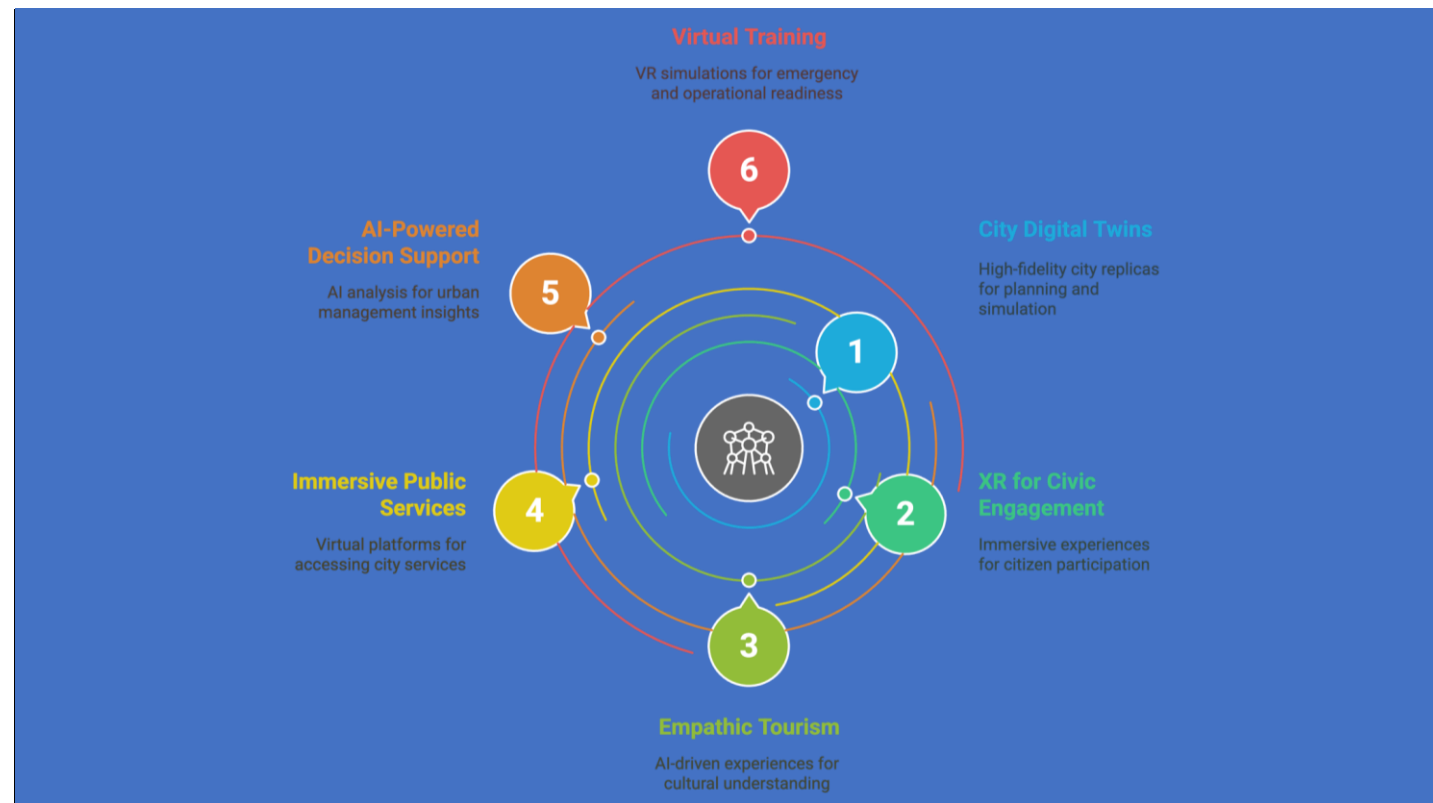 Virtual Training
VR simulations for emergency
and operational readiness
6
AI-Powered
Decision Support
AI analysis for urban
management insights
5
City Digital Twins
High-fidelity city replicas
for planning and
simulation
1
Immersive Public
Services
Virtual platforms for
accessing city services
4
XR for Civic
Engagement
Immersive experiences
for citizen participation
2
3
Empathic Tourism
AI-driven experiences for
cultural understanding